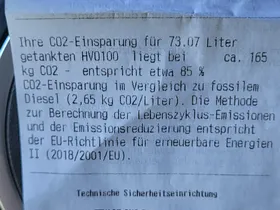 Ihre CO2-Einsparung für 73.07 Liter
getankten HVO100 liegt bei ca. 165
kg CO2 - entspricht etwa 85 %
CO2-Einsparung im Vergleich zu fossilem
Diesel (2,65 kg CO2/Liter). Die Methode
zur Berechnung der Lebenszyklus-Emissionen
und der Emissionsreduzierung entspricht
der EU-Richtlinie für erneuerbare Energien
II (2018/2001/EU).
Technische Sicherheitseinrichtung